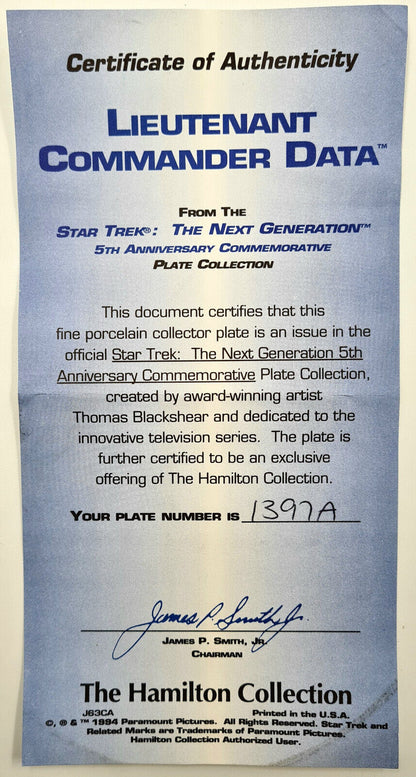 Certificate of Authenticity
LIEUTENANT
COMMANDER DATA™
FROM THE
STAR TREK®: THE NEXT GENERATION™
5TH ANNIVERSARY COMMEMORATIVE
PLATE COLLECTION
This document certifies that this
fine porcelain collector plate is an issue in the
official Star Trek: The Next Generation 5th
Anniversary Commemorative Plate Collection,
created by award-winning artist
Thomas Blackshear and dedicated to the
innovative television series. The plate is
further certified to be an exclusive
offering of The Hamilton Collection.
YOUR PLATE NUMBER IS 1397A
James P. Smith, Jr.
JAMES P. SMITH, JR.
CHAIRMAN
The Hamilton Collection
J63CA Printed in the U.S.A.
©, ® & ™ 1994 Paramount Pictures. All Rights Reserved. Star Trek and
Related Marks are Trademarks of Paramount Pictures.
Hamilton Collection Authorized User.